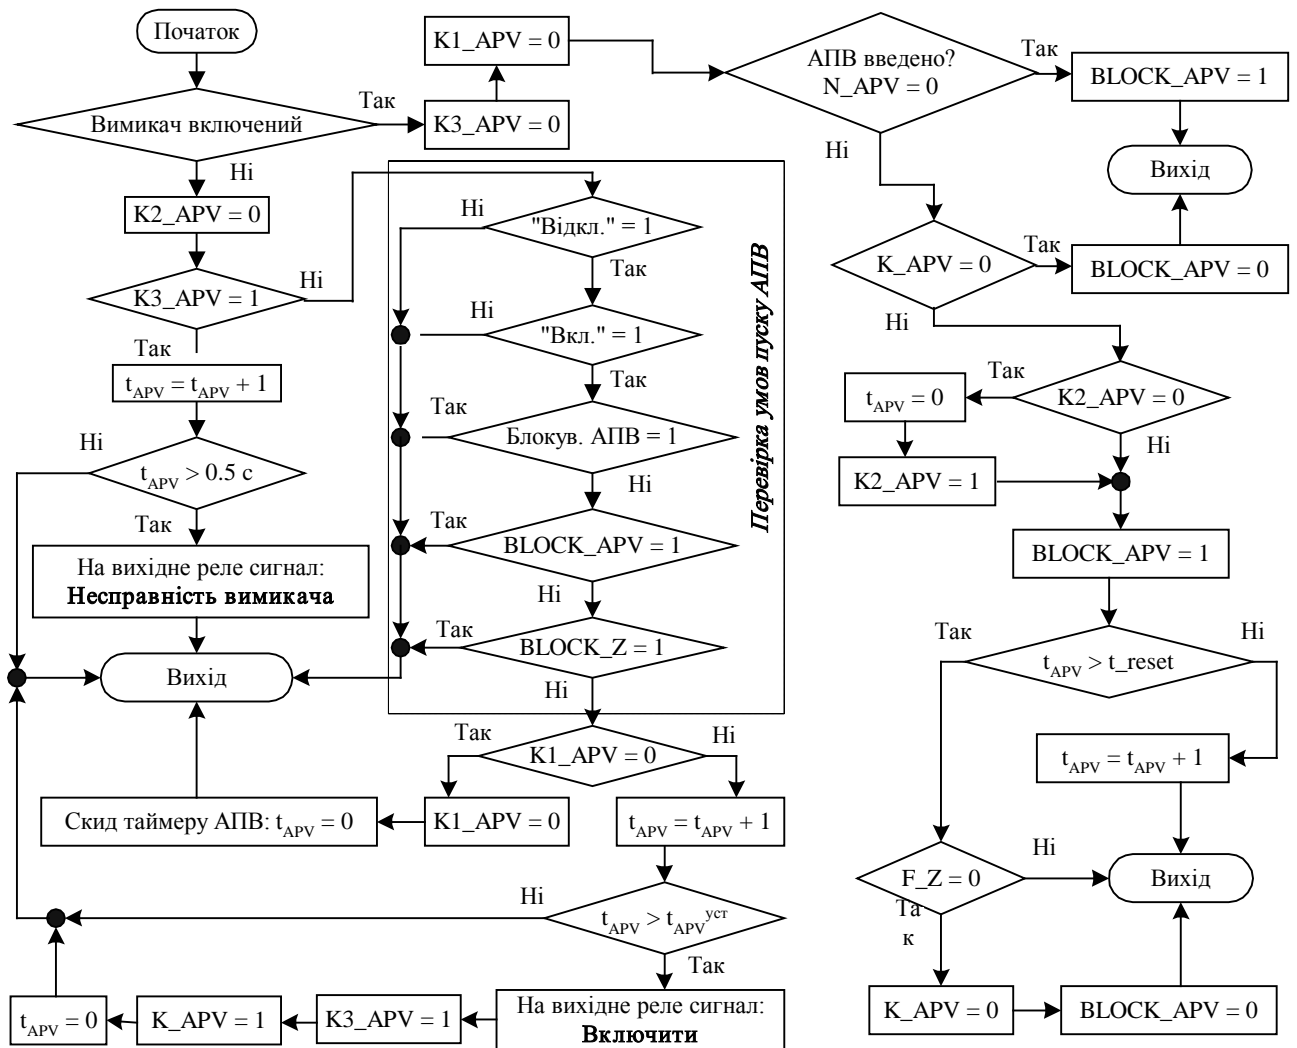 Початок
Вимикач включений
Так
Ні
K3_APV = 0
K1_APV = 0
АПВ введено?
N_APV = 0
Так
BLOCK_APV = 1
Вихід
Ні
K_APV = 0
Так
BLOCK_APV = 0
Ні
K2_APV = 0
Так
t_APV = 0
K2_APV = 1
Ні
BLOCK_APV = 1
t_APV > t_reset
Так
Ні
t_APV = t_APV + 1
F_Z = 0
Ні
Та
к
Вихід
K_APV = 0
BLOCK_APV = 0
K2_APV = 0
K3_APV = 1
Ні
Так
t_APV = t_APV + 1
t_APV > 0.5 с
Ні
Так
На вихідне реле сигнал:
Несправність вимикача
Вихід
Перевірка умов пуску АПВ
"Відкл." = 1
Ні
Так
"Вкл." = 1
Ні
Так
Блокув. АПВ = 1
Так
Ні
BLOCK_APV = 1
Так
Ні
BLOCK_Z = 1
Так
Ні
K1_APV = 0
Так
Ні
K1_APV = 0
Скид таймеру АПВ: t_APV = 0
t_APV = t_APV + 1
t_APV > t_APV^уст
Ні
Так
На вихідне реле сигнал:
Включити
K3_APV = 1
K_APV = 1
t_APV = 0